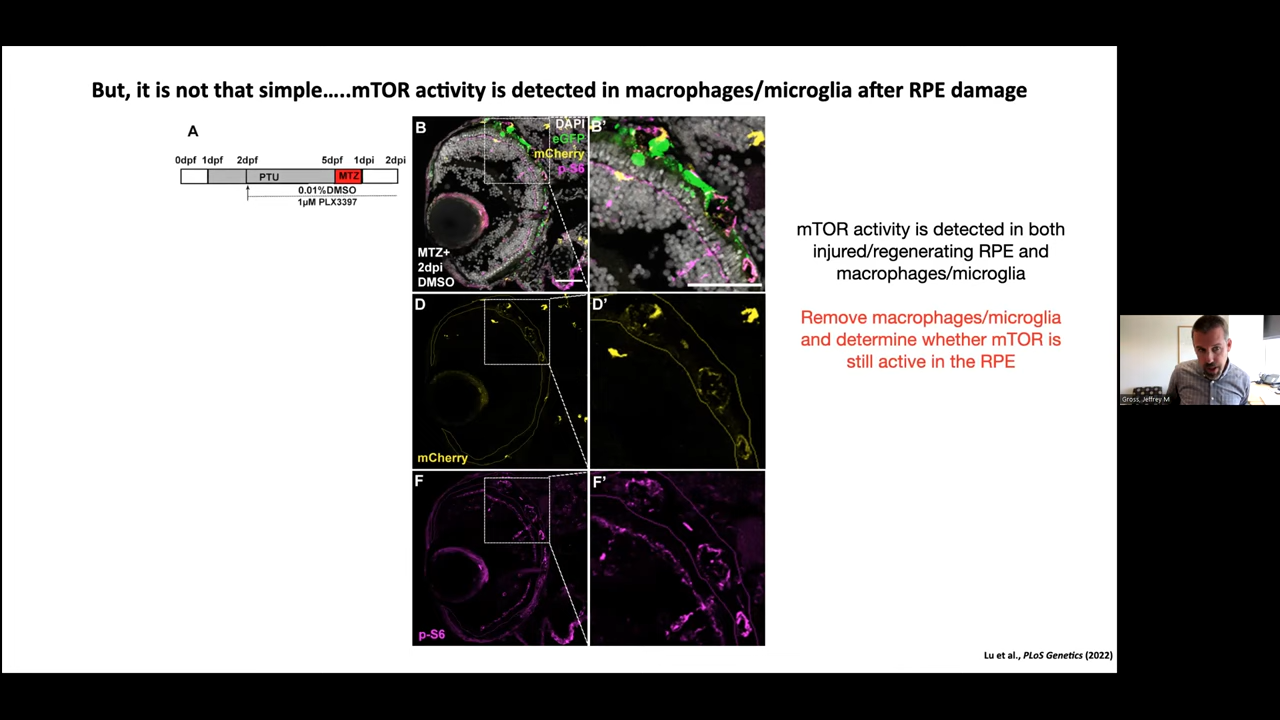 But, it is not that simple…..mTOR activity is detected in macrophages/microglia after RPE damage
A
0dpf 1dpf 2dpf 5dpf 1dpi 2dpi
PTU MTZ
0.01%DMSO
1μM PLX3397
B
DAPI
eGFP
mCherry
p-S6
MTZ+
2dpi
DMSO
B’
D
mCherry
D’
F
p-S6
F’
mTOR activity is detected in both
injured/regenerating RPE and
macrophages/microglia
Remove macrophages/microglia
and determine whether mTOR is
still active in the RPE
Lu et al., PLoS Genetics (2022)
Gross, Jeffrey M